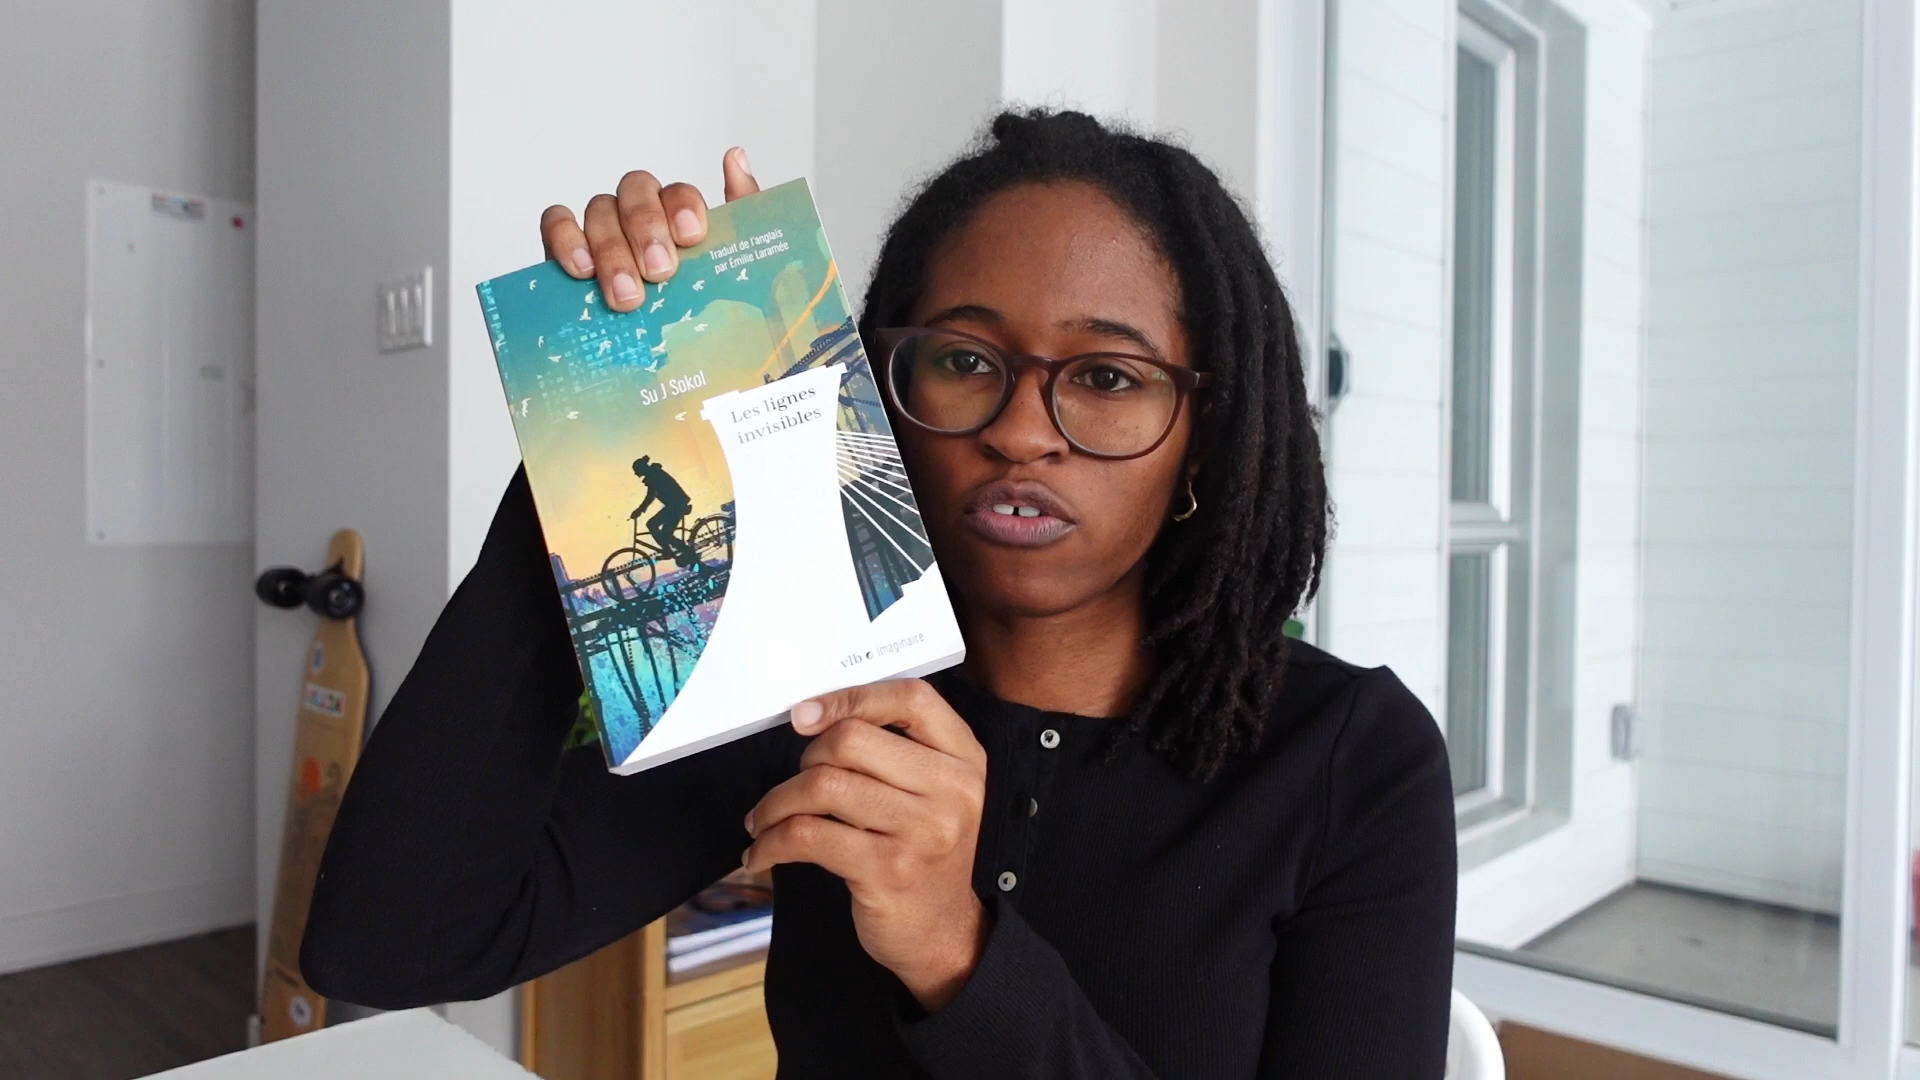 Traduit de l'anglais
par Émilie Laramée
Su J Sokol
Les lignes
invisibles
vlb imaginaire